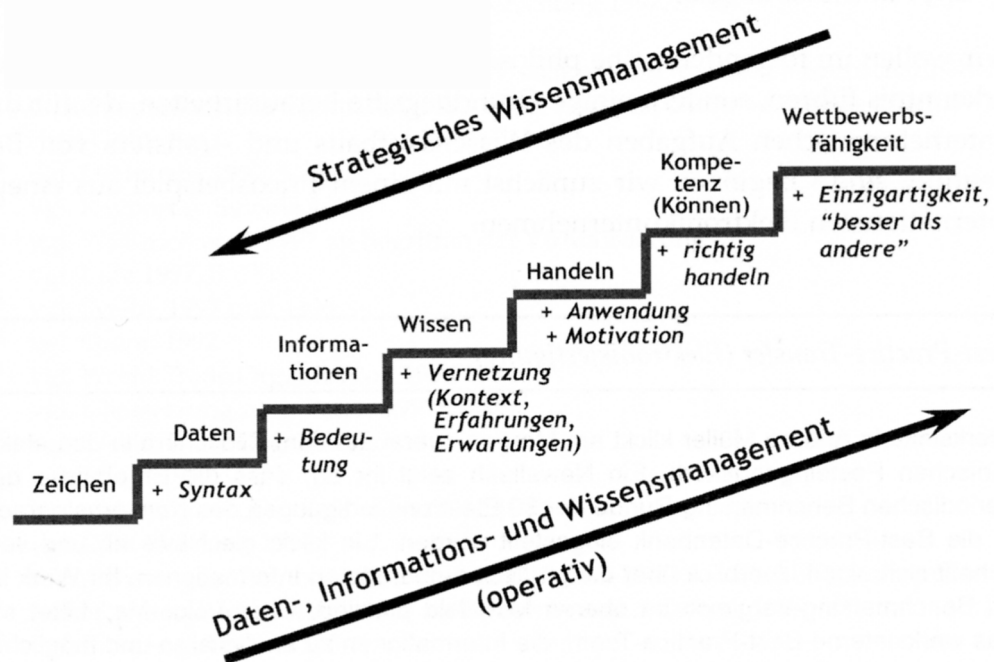 Strategisches Wissensmanagement
Wettbewerbs-
fähigkeit
+ Einzigartigkeit,
“besser als
andere”
Kompe-
tenz
(Können)
+ richtig
handeln
Handeln
+ Anwendung
+ Motivation
Wissen
+ Vernetzung
(Kontext,
Erfahrungen,
Erwartungen)
Informa-
tionen
+ Bedeu-
tung
Daten
+ Syntax
Zeichen
Daten-, Informations- und Wissensmanagement
(operativ)